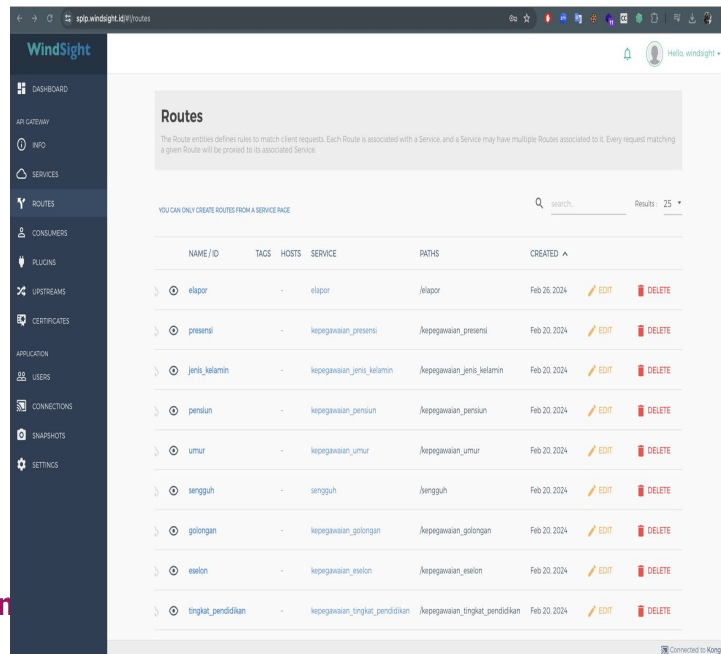 splp.windsight.id/#!/routes
WindSight
Hello, windsight
DASHBOARD
API GATEWAY
INFO
SERVICES
ROUTES
CONSUMERS
PLUGINS
UPSTREAMS
CERTIFICATES
APPLICATION
USERS
CONNECTIONS
SNAPSHOTS
SETTINGS
Routes
The Route entities defines rules to match client requests. Each Route is associated with a Service, and a Service may have multiple Routes associated to it. Every request matching
a given Route will be proxied to its associated Service.
YOU CAN ONLY CREATE ROUTES FROM A SERVICE PAGE
search...
Results : 25
NAME / ID TAGS HOSTS SERVICE PATHS CREATED
elapor - elapor /elapor Feb 26, 2024 EDIT DELETE
presensi - kepegawaian_presensi /kepegawaian_presensi Feb 20, 2024 EDIT DELETE
jenis_kelamin - kepegawaian_jenis_kelamin /kepegawaian_jenis_kelamin Feb 20, 2024 EDIT DELETE
pensiun - kepegawaian_pensiun /kepegawaian_pensiun Feb 20, 2024 EDIT DELETE
umur - kepegawaian_umur /kepegawaian_umur Feb 20, 2024 EDIT DELETE
sengguh - sengguh /sengguh Feb 20, 2024 EDIT DELETE
golongan - kepegawaian_golongan /kepegawaian_golongan Feb 20, 2024 EDIT DELETE
eselon - kepegawaian_eselon /kepegawaian_eselon Feb 20, 2024 EDIT DELETE
tingkat_pendidikan - kepegawaian_tingkat_pendidikan /kepegawaian_tingkat_pendidikan Feb 20, 2024 EDIT DELETE
Connected to Kong